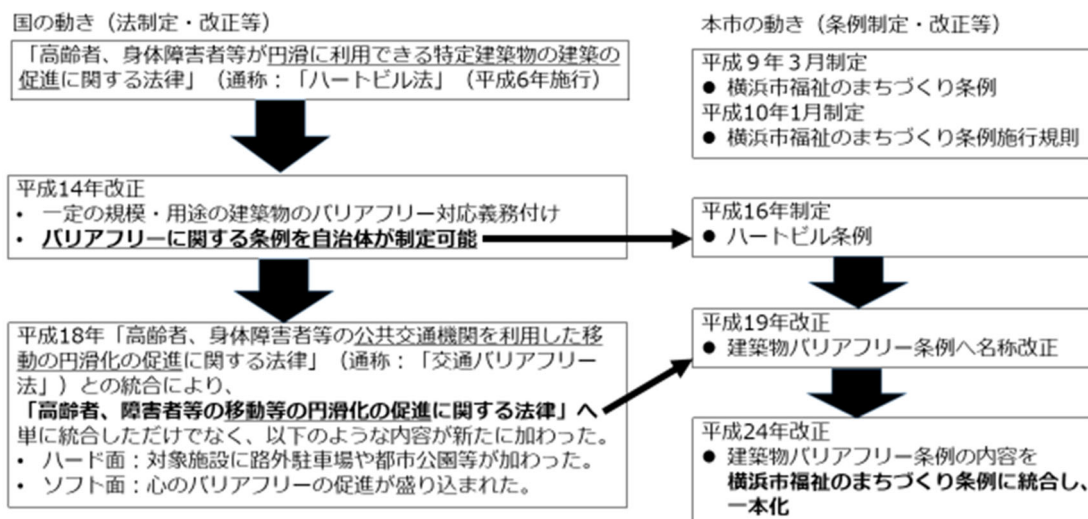 国の動き（法制定・改正等）
「高齢者、身体障害者等が円滑に利用できる特定建築物の建築の
促進に関する法律」（通称：「ハートビル法」（平成6年施行）
平成14年改正
• 一定の規模・用途の建築物のバリアフリー対応義務付け
• バリアフリーに関する条例を自治体が制定可能
平成18年「高齢者、身体障害者等の公共交通機関を利用した移
動の円滑化の促進に関する法律」（通称：「交通バリアフリー
法」）との統合により、
「高齢者、障害者等の移動等の円滑化の促進に関する法律」へ
単に統合しただけでなく、以下のような内容が新たに加わった。
• ハード面：対象施設に路外駐車場や都市公園等が加わった。
• ソフト面：心のバリアフリーの促進が盛り込まれた。
本市の動き（条例制定・改正等）
平成９年３月制定
● 横浜市福祉のまちづくり条例
平成10年1月制定
● 横浜市福祉のまちづくり条例施行規則
平成16年制定
● ハートビル条例
平成19年改正
● 建築物バリアフリー条例へ名称改正
平成24年改正
● 建築物バリアフリー条例の内容を
横浜市福祉のまちづくり条例に統合し、
一本化